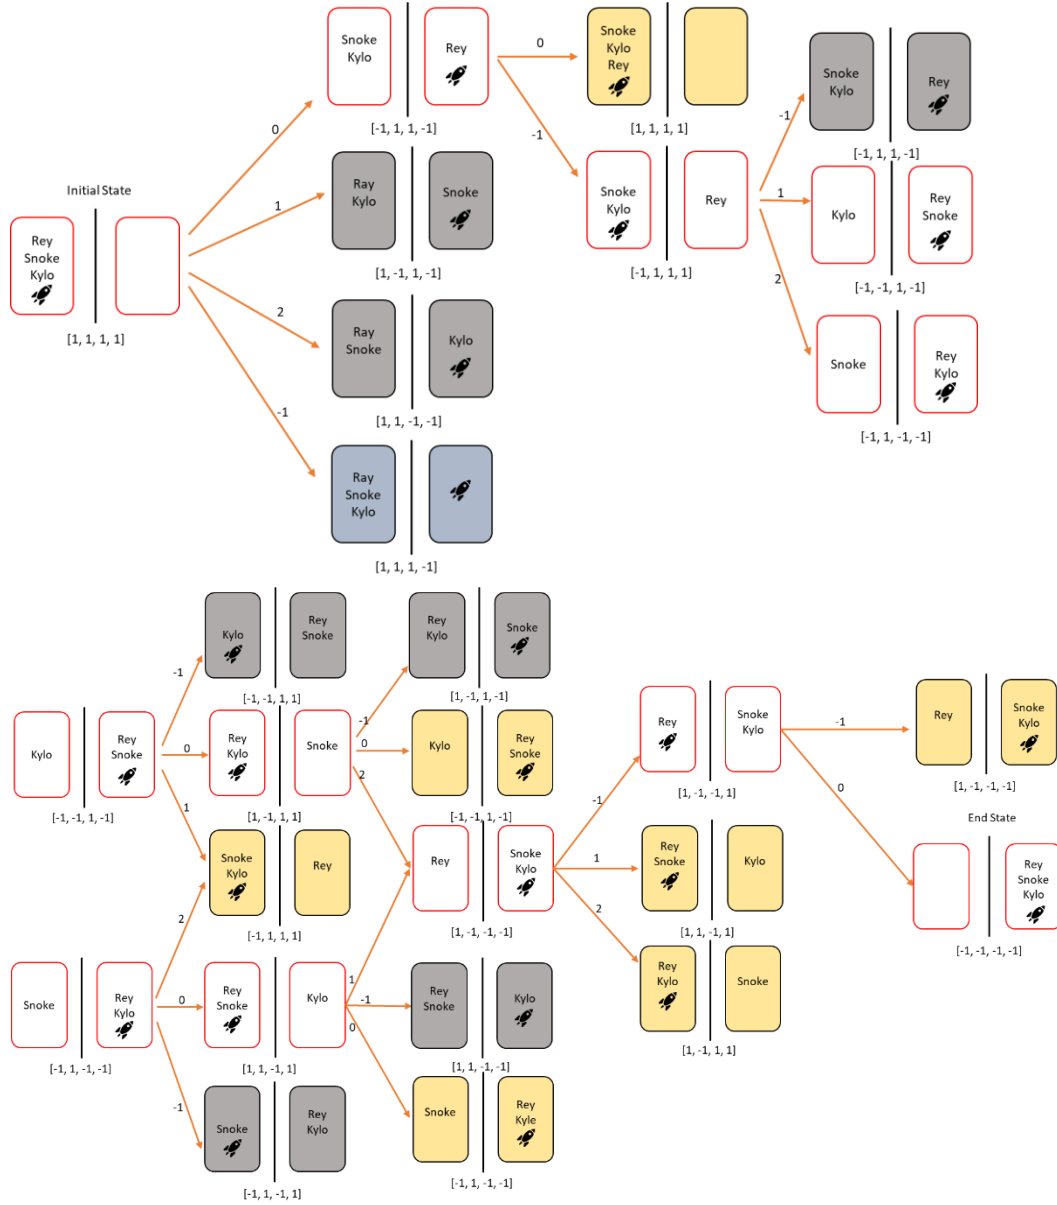 Snoke
Kylo
Rey
0
Snoke
Kylo
Rey
[-1, 1, 1, -1]
[1, 1, 1, 1]
-1
Snoke
Kylo
Rey
-1
[-1, 1, 1, -1]
0
Initial State
Rey
Snoke
Kylo
[1, 1, 1, 1]
1
Ray
Kylo
Snoke
[1, -1, 1, -1]
Snoke
Kylo
Rey
[-1, 1, 1, 1]
1
Kylo
Rey
Snoke
[-1, -1, 1, -1]
2
Ray
Snoke
Kylo
[1, 1, -1, -1]
2
Snoke
Rey
Kylo
[-1, 1, -1, -1]
-1
Ray
Snoke
Kylo
[1, 1, 1, -1]
Kylo
Rey
Snoke
[-1, -1, 1, 1]
Rey
Kylo
Snoke
[1, -1, 1, -1]
-1
Kylo
Rey
Snoke
[-1, -1, 1, -1]
0
Rey
Kylo
Snoke
[1, -1, 1, 1]
-1
0
2
Kylo
Rey
Snoke
[-1, -1, 1, -1]
Rey
Snoke
Kylo
[1, -1, -1, 1]
-1
Rey
Snoke
Kylo
[1, -1, -1, -1]
1
Snoke
Kylo
Rey
[-1, 1, 1, 1]
Rey
Snoke
Kylo
[1, -1, -1, -1]
-1
1
2
Rey
Snoke
Kylo
[1, 1, -1, 1]
0
End State
Rey
Snoke
Kylo
[-1, -1, -1, -1]
2
Snoke
Rey
Kylo
[-1, 1, -1, -1]
0
Rey
Snoke
Kylo
[1, 1, -1, 1]
1
-1
0
Rey
Snoke
Kylo
[1, 1, -1, -1]
Rey
Kylo
Snoke
[1, -1, 1, 1]
-1
Snoke
Rey
Kylo
[-1, 1, -1, 1]
Snoke
Rey
Kyle
[-1, 1, -1, -1]